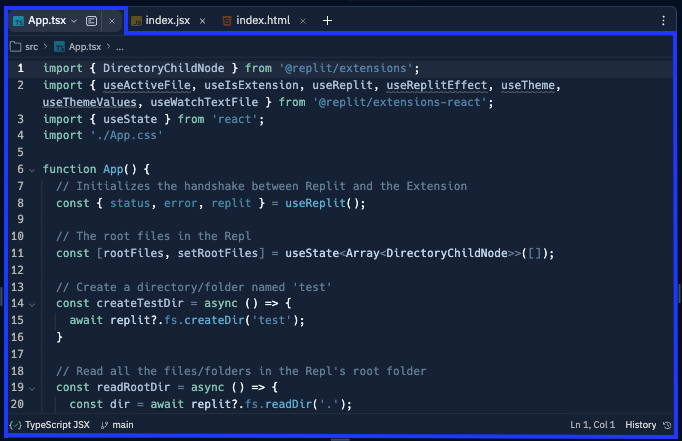 App.tsx index.jsx index.html
src > App.tsx > ...
1 import { DirectoryChildNode } from '@replit/extensions';
2 import { useActiveFile, useIsExtension, useReplit, useReplitEffect, useTheme,
useThemeValues, useWatchTextFile } from '@replit/extensions-react';
3 import { useState } from 'react';
4 import './App.css'
5
6 function App() {
7 // Initializes the handshake between Replit and the Extension
8 const { status, error, replit } = useReplit();
9
10 // The root files in the Repl
11 const [rootFiles, setRootFiles] = useState<Array<DirectoryChildNode>>([]);
12
13 // Create a directory/folder named 'test'
14 const createTestDir = async () => {
15 await replit?.fs.createDir('test');
16 }
17
18 // Read all the files/folders in the Repl's root folder
19 const readRootDir = async () => {
20 const dir = await replit?.fs.readDir('.');
TypeScript JSX main Ln 1, Col 1 History